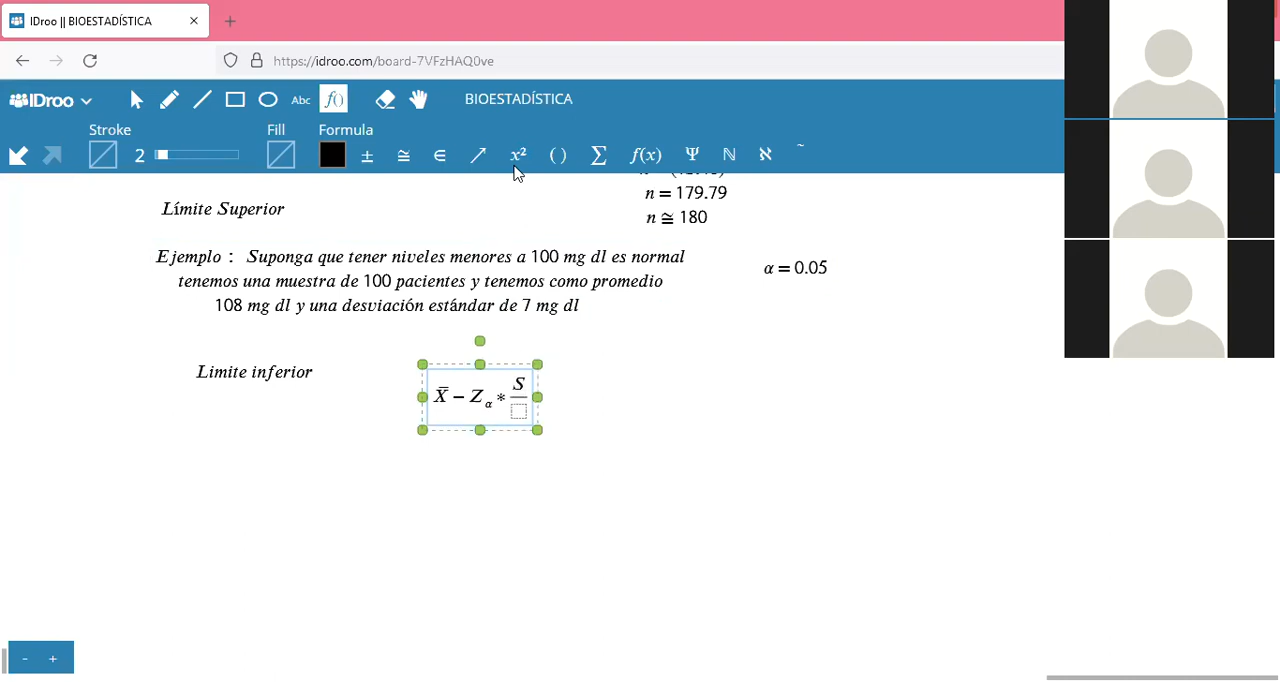 IDroo || BIOESTADÍSTICA
https://idroo.com/board-7VFzHAQ0ve
IDroo
Abc
f()
BIOESTADÍSTICA
Stroke
Fill
Formula
2
± ≅ ∈ x² ( ) ∑ f(x) Ψ ℕ ℵ ~
n = 179.79
n ≅ 180
Límite Superior
Ejemplo : Suponga que tener niveles menores a 100 mg dl es normal
tenemos una muestra de 100 pacientes y tenemos como promedio
108 mg dl y una desviación estándar de 7 mg dl
α = 0.05
Limite inferior
X̅ − Z_α * S
- +